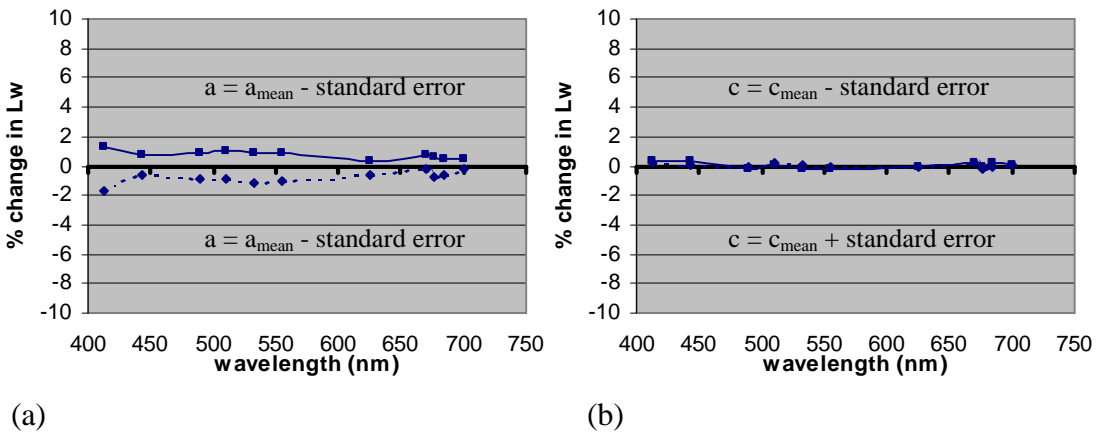 10
8
6
4
2
0
-2
-4
-6
-8
-10
% change in Lw
a = amean - standard error
a = amean - standard error
400 450 500 550 600 650 700 750
wavelength (nm)
(a)
10
8
6
4
2
0
-2
-4
-6
-8
-10
% change in Lw
c = cmean - standard error
c = cmean + standard error
400 450 500 550 600 650 700 750
wavelength (nm)
(b)